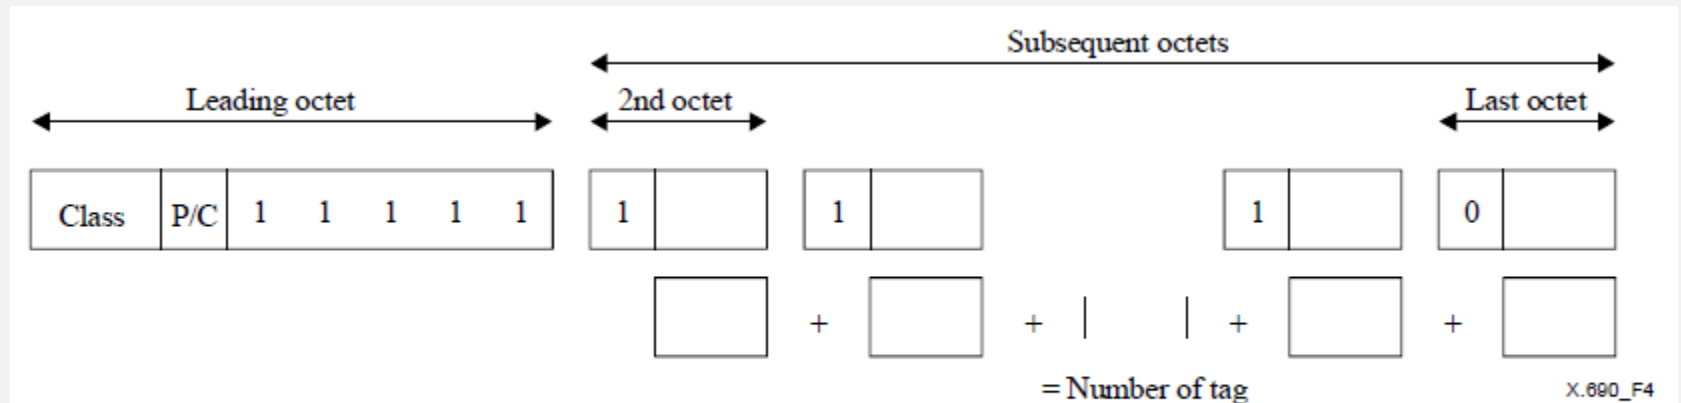 Subsequent octets
Leading octet 2nd octet Last octet
Class P/C 1 1 1 1 1 1 1 1 0
+ + + +
= Number of tag
X.690_F4